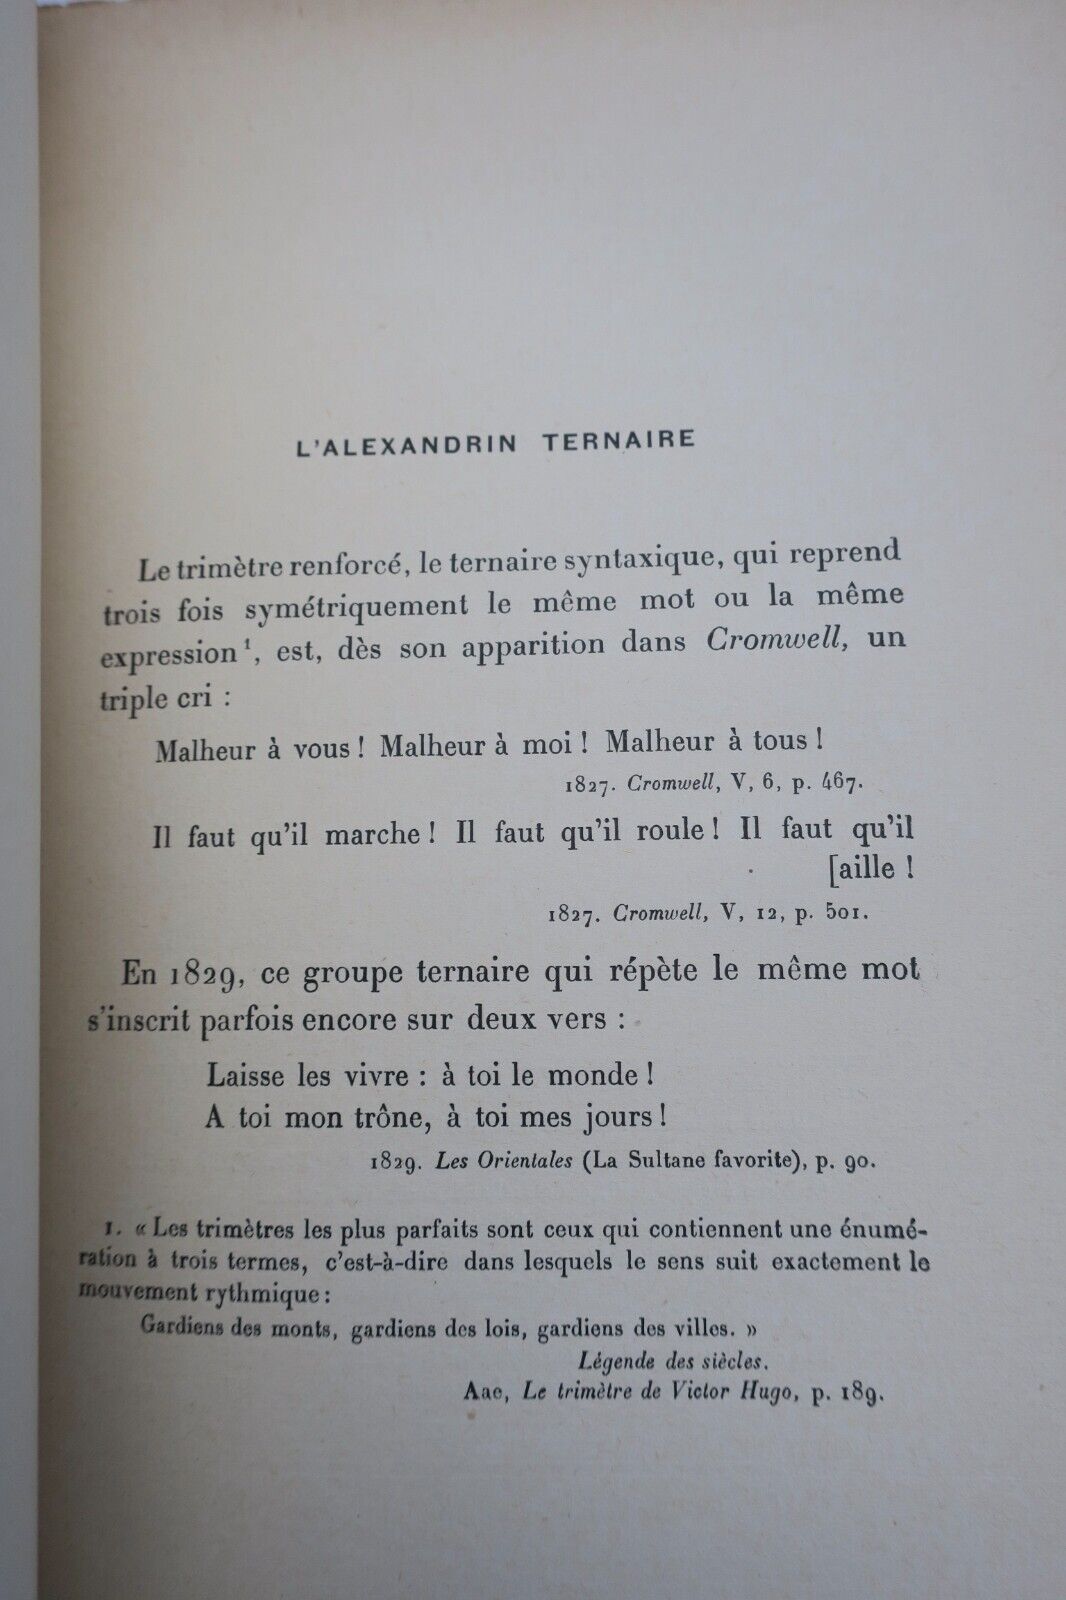 L'ALEXANDRIN TERNAIRE
Le trimètre renforcé, le ternaire syntaxique, qui reprend
trois fois symétriquement le même mot ou la même
expression¹, est, dès son apparition dans Cromwell, un
triple cri :
Malheur à vous ! Malheur à moi ! Malheur à tous !
1827. Cromwell, V, 6, p. 467.
Il faut qu'il marche ! Il faut qu'il roule ! Il faut qu'il
[aille !
1827. Cromwell, V, 12, p. 501.
En 1829, ce groupe ternaire qui répète le même mot
s'inscrit parfois encore sur deux vers :
Laisse les vivre : à toi le monde !
A toi mon trône, à toi mes jours !
1829. Les Orientales (La Sultane favorite), p. 90.
1. « Les trimètres les plus parfaits sont ceux qui contiennent une énumé-
ration à trois termes, c'est-à-dire dans lesquels le sens suit exactement le
mouvement rythmique :
Gardiens des monts, gardiens des lois, gardiens des villes. »
Légende des siècles.
Aae, Le trimètre de Victor Hugo, p. 189.